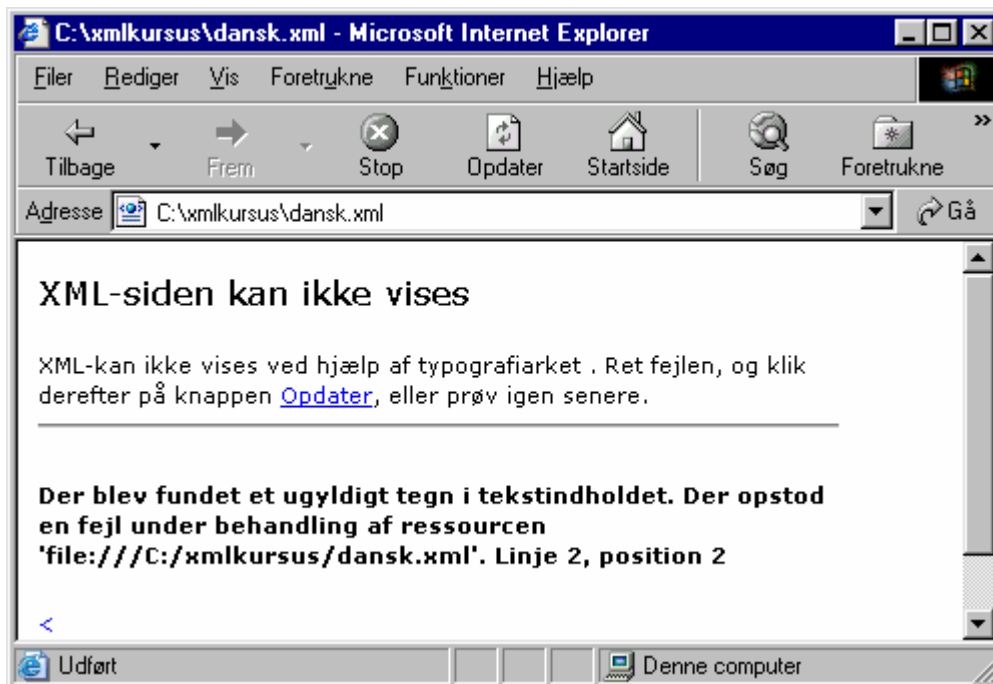 C:\xmlkursus\dansk.xml - Microsoft Internet Explorer
Filer Rediger Vis Foretrukne Funktioner Hjælp
Tilbage Frem Stop Opdater Startside Søg Foretrukne »
Adresse C:\xmlkursus\dansk.xml Gå
XML-siden kan ikke vises
XML-kan ikke vises ved hjælp af typografiarket . Ret fejlen, og klik
derefter på knappen Opdater, eller prøv igen senere.
Der blev fundet et ugyldigt tegn i tekstindholdet. Der opstod
en fejl under behandling af ressourcen
'file:///C:/xmlkursus/dansk.xml'. Linje 2, position 2
<
Udført Denne computer